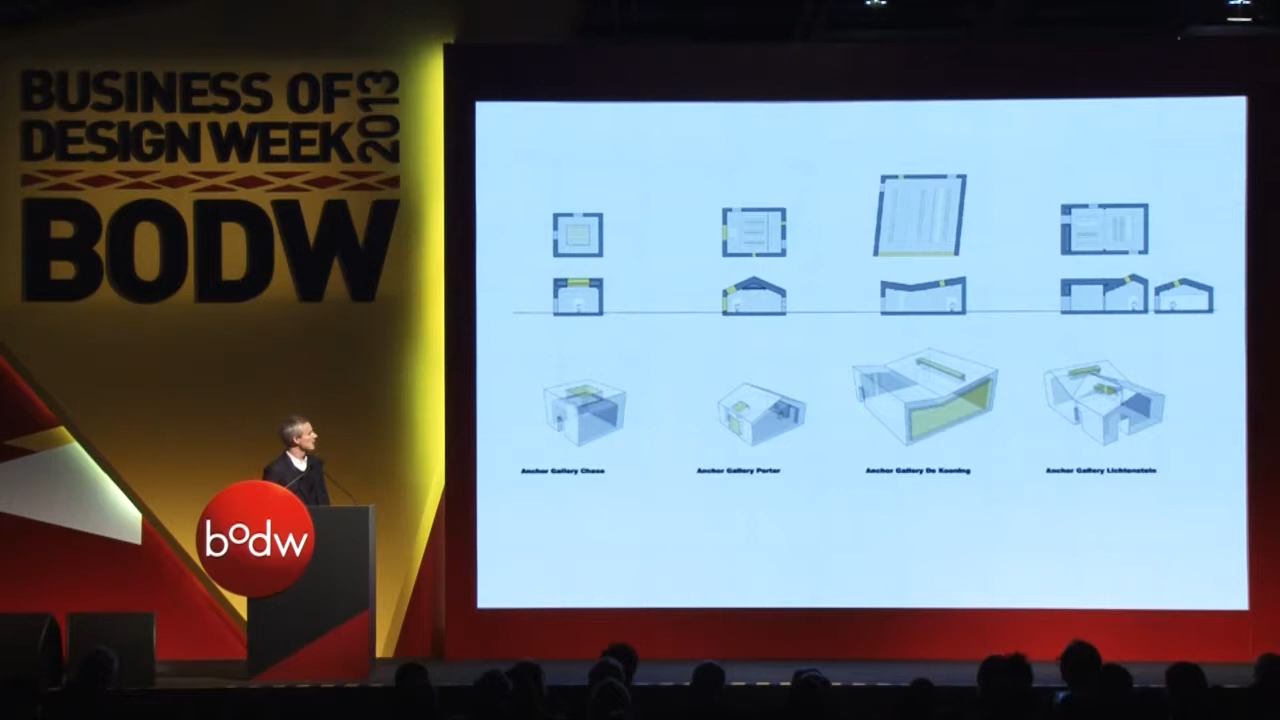 BUSINESS OF
DESIGN WEEK
2013
BODW
bodw
Anchor Gallery Chase
Anchor Gallery Porter
Anchor Gallery De Kooning
Anchor Gallery Lichtenstein